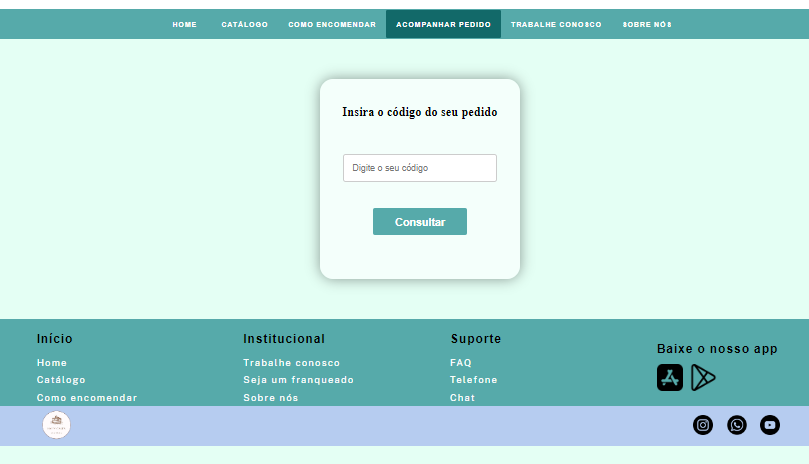 HOME CATÁLOGO COMO ENCOMENDAR ACOMPANHAR PEDIDO TRABALHE CONOSCO SOBRE NÓS
Insira o código do seu pedido
Digite o seu código
Consultar
Início
Home
Catálogo
Como encomendar
Institucional
Trabalhe conosco
Seja um franqueado
Sobre nós
Suporte
FAQ
Telefone
Chat
Baixe o nosso app